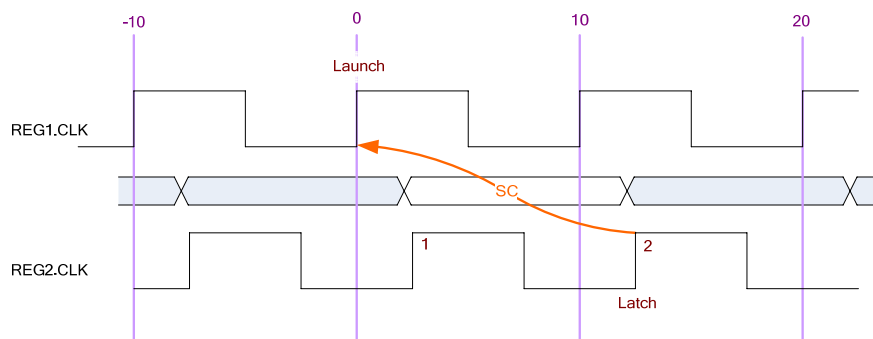 -10 0 10 20
Launch
REG1.CLK
SC
1 2
REG2.CLK
Latch